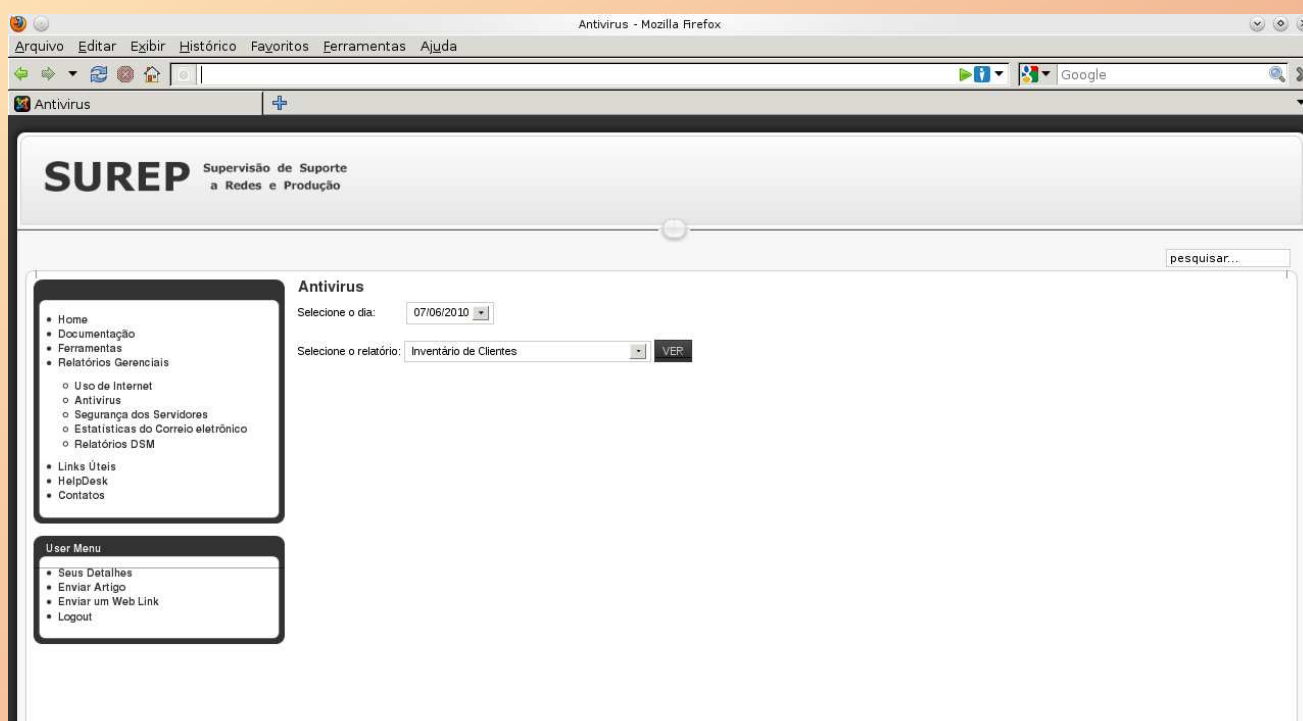 Antivirus - Mozilla Firefox
Arquivo Editar Exibir Histórico Favoritos Ferramentas Ajuda
Google
Antivirus
SUREP Supervisão de Suporte
a Redes e Produção
pesquisar...
Antivirus
Selecione o dia: 07/06/2010
Selecione o relatório: Inventário de Clientes VER
Home
Documentação
Ferramentas
Relatórios Gerenciais
Uso de Internet
Antivirus
Segurança dos Servidores
Estatísticas do Correio eletrônico
Relatórios DSM
Links Úteis
HelpDesk
Contatos
User Menu
Seus Detalhes
Enviar Artigo
Enviar um Web Link
Logout